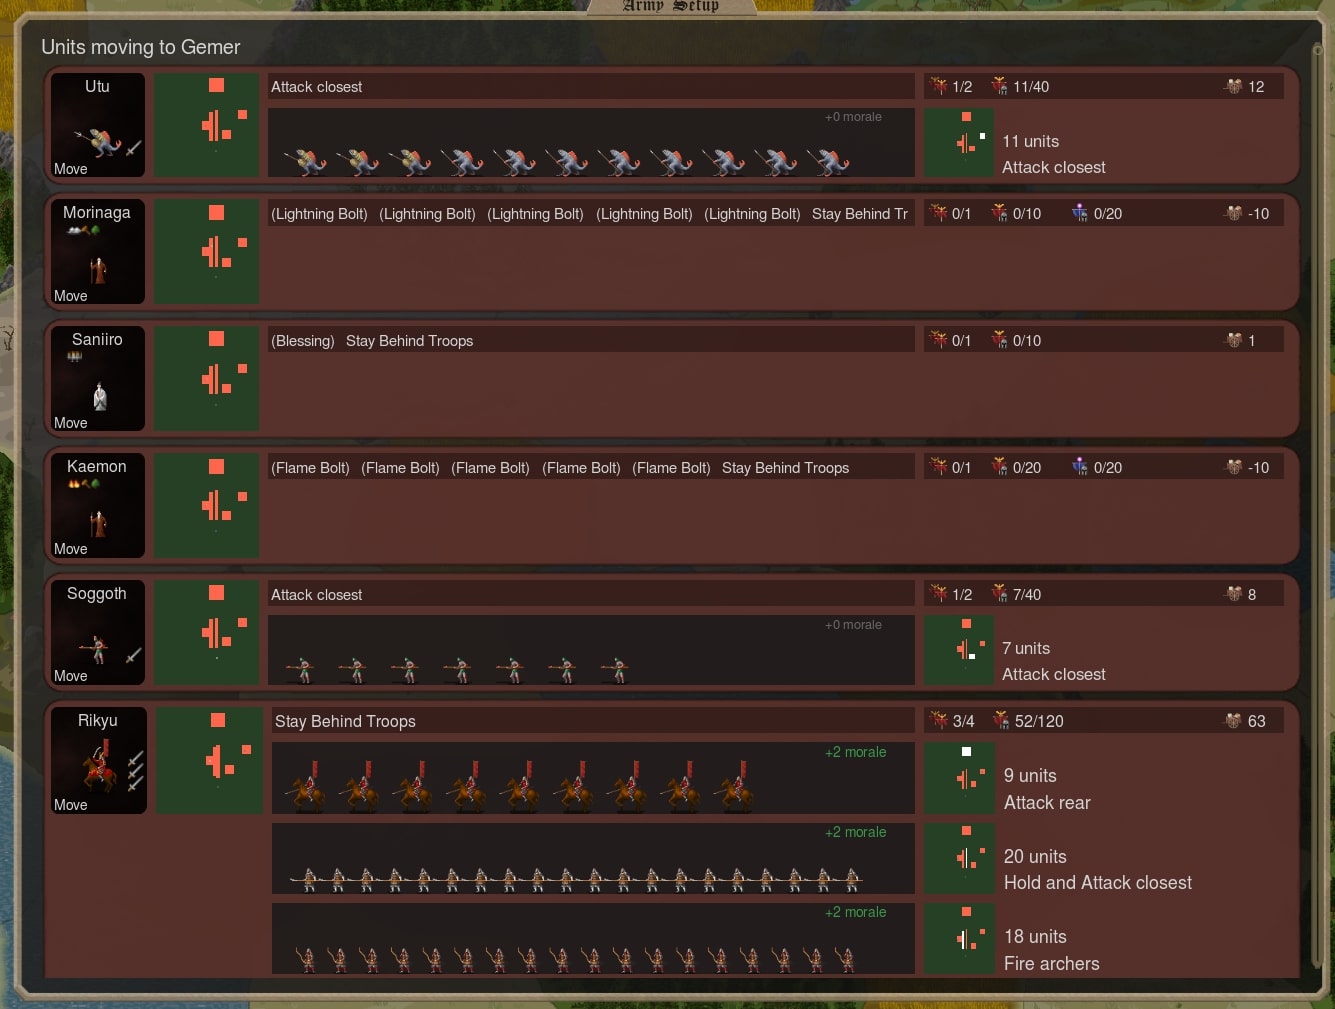 Army Setup
Units moving to Gemer
Utu
Attack closest
1/2 11/40 12
+0 morale
11 units
Attack closest
Move
Morinaga
(Lightning Bolt) (Lightning Bolt) (Lightning Bolt) (Lightning Bolt) (Lightning Bolt) Stay Behind Tr
0/1 0/10 0/20 -10
Move
Saniiro
(Blessing) Stay Behind Troops
0/1 0/10 1
Move
Kaemon
(Flame Bolt) (Flame Bolt) (Flame Bolt) (Flame Bolt) (Flame Bolt) Stay Behind Troops
0/1 0/20 0/20 -10
Move
Soggoth
Attack closest
1/2 7/40 8
+0 morale
7 units
Attack closest
Move
Rikyu
Stay Behind Troops
3/4 52/120 63
+2 morale
9 units
Attack rear
Move
+2 morale
20 units
Hold and Attack closest
+2 morale
18 units
Fire archers